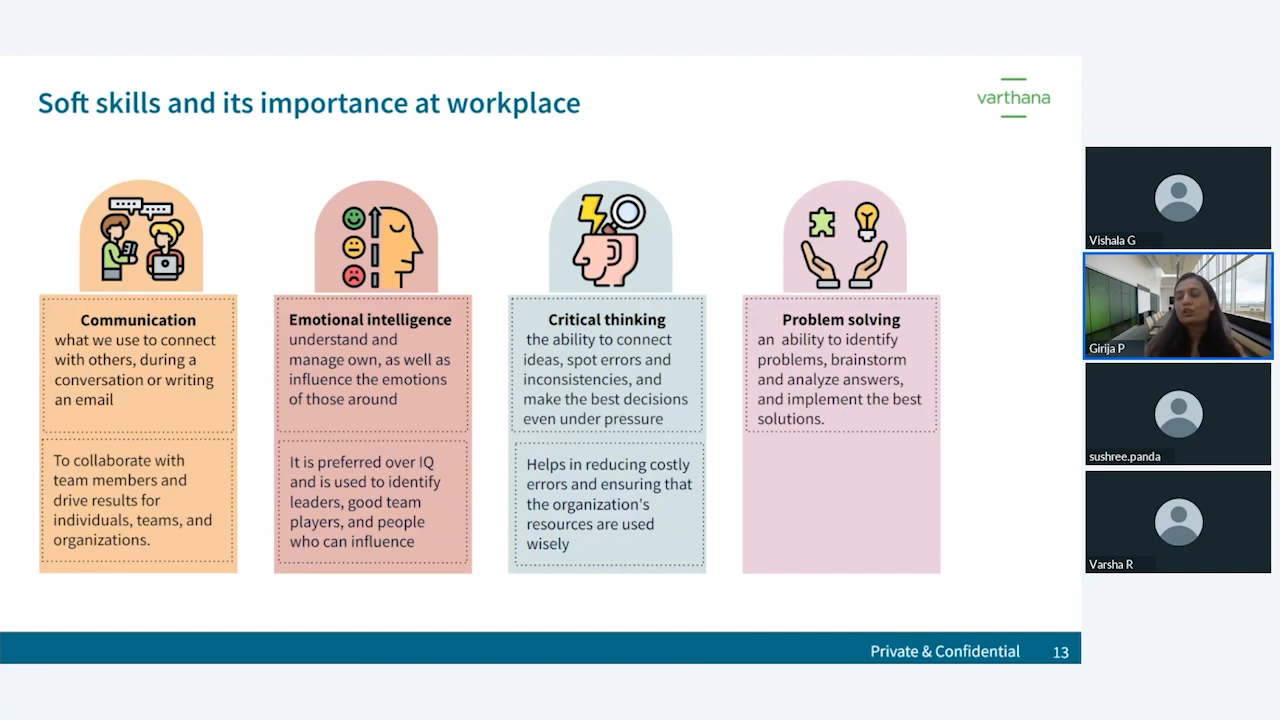 Soft skills and its importance at workplace
varthana
Communication
what we use to connect
with others, during a
conversation or writing
an email
To collaborate with
team members and
drive results for
individuals, teams, and
organizations.
Emotional intelligence
understand and
manage own, as well as
influence the emotions
of those around
It is preferred over IQ
and is used to identify
leaders, good team
players, and people
who can influence
Critical thinking
the ability to connect
ideas, spot errors and
inconsistencies, and
make the best decisions
even under pressure
Helps in reducing costly
errors and ensuring that
the organization's
resources are used
wisely
Problem solving
an ability to identify
problems, brainstorm
and analyze answers,
and implement the best
solutions.
Private & Confidential
13
Vishala G
Girija P
sushree.panda
Varsha R